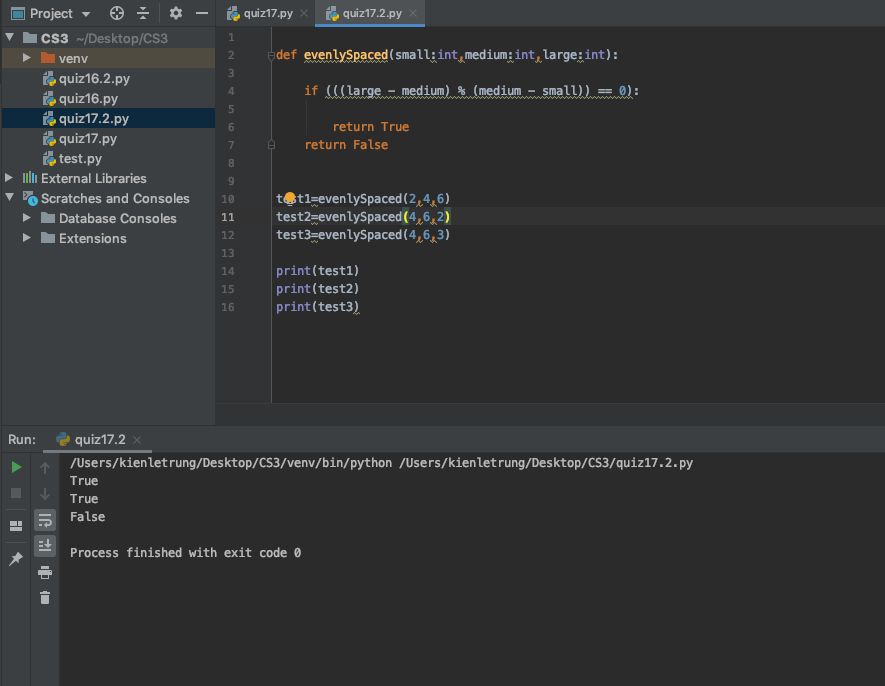 Project
quiz17.py
quiz17.2.py
CS3 ~/Desktop/CS3
venv
quiz16.2.py
quiz16.py
quiz17.2.py
quiz17.py
test.py
External Libraries
Scratches and Consoles
Database Consoles
Extensions
1
2 def evenlySpaced(small:int,medium:int,large:int):
3
4 if (((large - medium) % (medium - small)) == 0):
5
6 return True
7 return False
8
9
10 test1=evenlySpaced(2,4,6)
11 test2=evenlySpaced(4,6,2)
12 test3=evenlySpaced(4,6,3)
13
14 print(test1)
15 print(test2)
16 print(test3)
Run: quiz17.2
/Users/kienletrung/Desktop/CS3/venv/bin/python /Users/kienletrung/Desktop/CS3/quiz17.2.py
True
True
False
Process finished with exit code 0